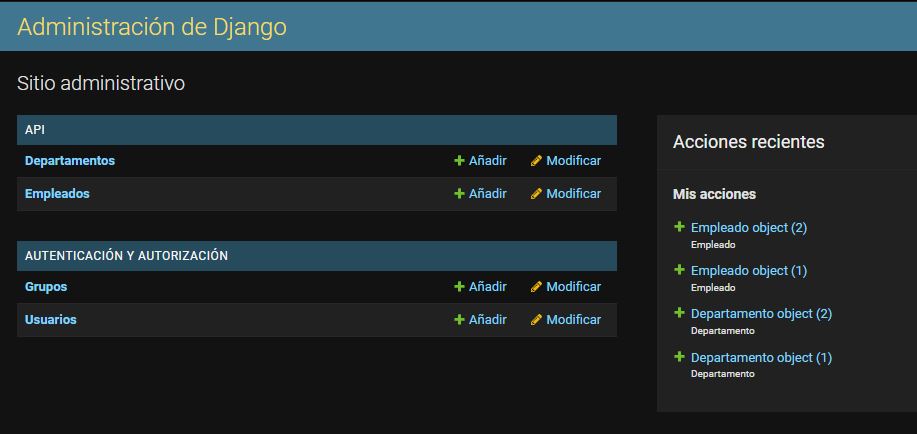 Administración de Django
Sitio administrativo
API
Departamentos Añadir Modificar
Empleados Añadir Modificar
AUTENTICACIÓN Y AUTORIZACIÓN
Grupos Añadir Modificar
Usuarios Añadir Modificar
Acciones recientes
Mis acciones
Empleado object (2)
Empleado
Empleado object (1)
Empleado
Departamento object (2)
Departamento
Departamento object (1)
Departamento